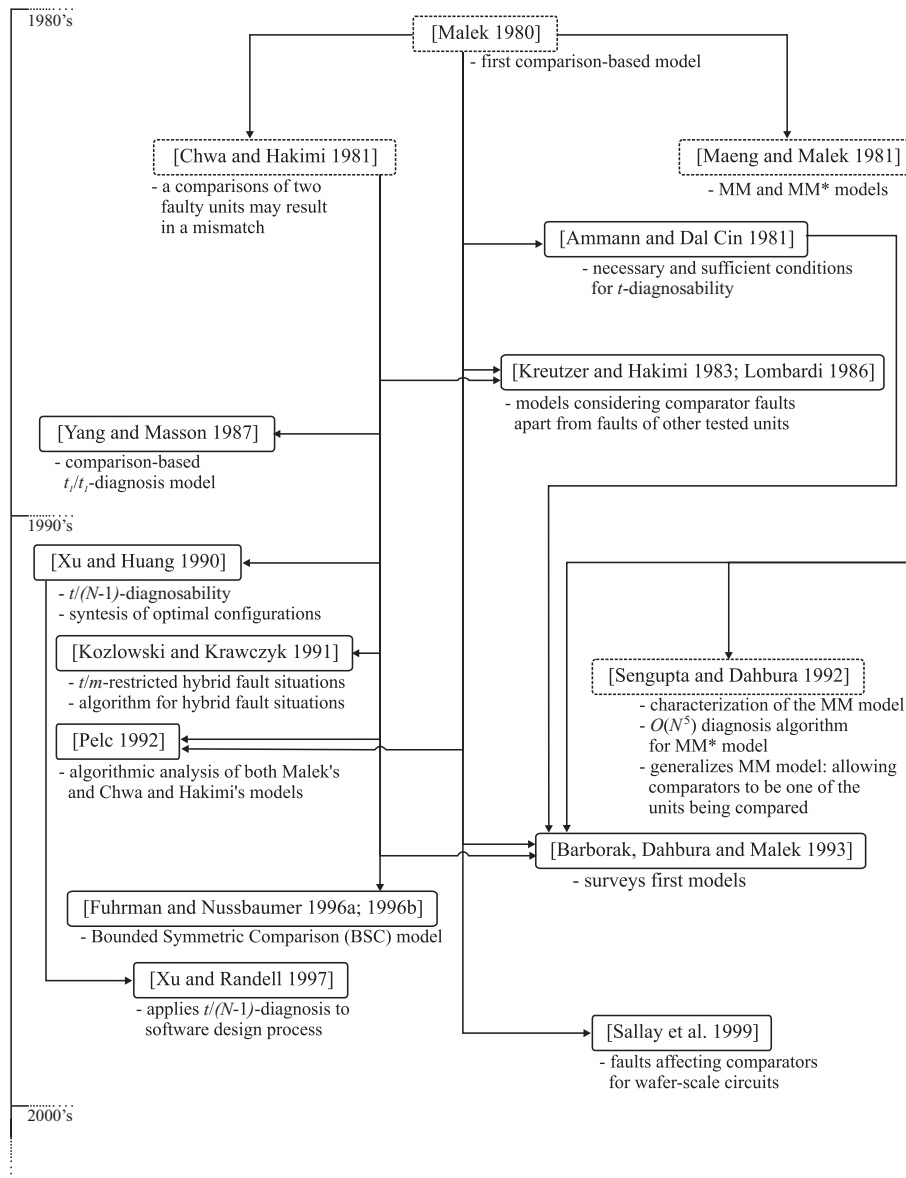 1980's
[Malek 1980]
- first comparison-based model
[Chwa and Hakimi 1981]
- a comparisons of two
faulty units may result
in a mismatch
[Maeng and Malek 1981]
- MM and MM* models
[Ammann and Dal Cin 1981]
- necessary and sufficient conditions
for t-diagnosability
[Kreutzer and Hakimi 1983; Lombardi 1986]
- models considering comparator faults
apart from faults of other tested units
[Yang and Masson 1987]
- comparison-based
t₁/t₁-diagnosis model
1990's
[Xu and Huang 1990]
- t/(N-1)-diagnosability
- syntesis of optimal configurations
[Kozlowski and Krawczyk 1991]
- t/m-restricted hybrid fault situations
- algorithm for hybrid fault situations
[Sengupta and Dahbura 1992]
- characterization of the MM model
- O(N⁵) diagnosis algorithm
for MM* model
- generalizes MM model: allowing
comparators to be one of the
units being compared
[Pelc 1992]
- algorithmic analysis of both Malek's
and Chwa and Hakimi's models
[Barborak, Dahbura and Malek 1993]
- surveys first models
[Fuhrman and Nussbaumer 1996a; 1996b]
- Bounded Symmetric Comparison (BSC) model
[Xu and Randell 1997]
- applies t/(N-1)-diagnosis to
software design process
[Sallay et al. 1999]
- faults affecting comparators
for wafer-scale circuits
2000's